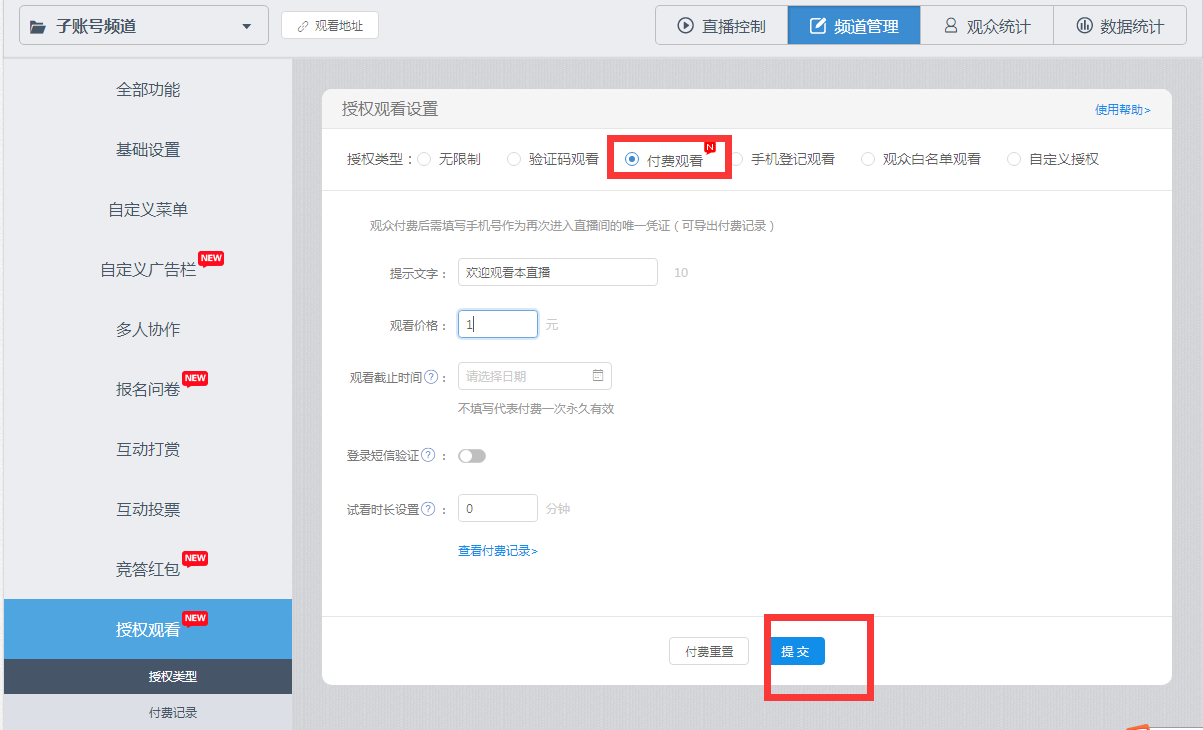 子账号频道
观看地址
直播控制
频道管理
观众统计
数据统计
全部功能
基础设置
自定义菜单
自定义广告栏 NEW
多人协作
报名问卷 NEW
互动打赏
互动投票
竞答红包 NEW
授权观看 NEW
授权类型
付费记录
授权观看设置
使用帮助>
授权类型： 无限制 验证码观看 付费观看 N 手机登记观看 观众白名单观看 自定义授权
观众付费后需填写手机号作为再次进入直播间的唯一凭证（可导出付费记录）
提示文字： 欢迎观看本直播 10
观看价格： 1 元
观看截止时间 ? ： 请选择日期
不填写代表付费一次永久有效
登录短信验证 ? ：
试看时长设置 ? ： 0 分钟
查看付费记录>
付费重置
提交